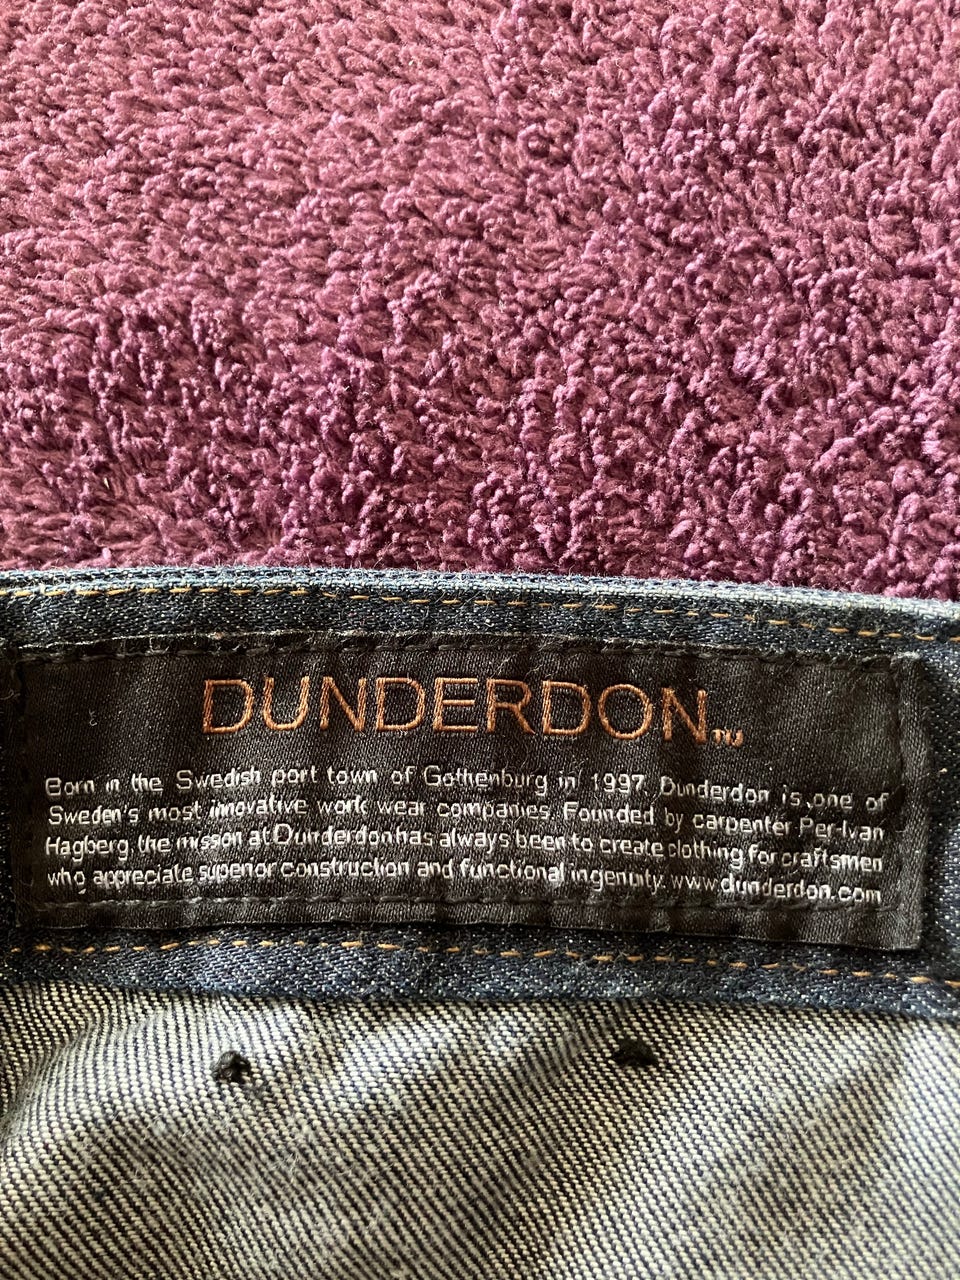 DUNDERDON™
Born in the Swedish port town of Gothenburg in 1997, Dunderdon is one of
Sweden's most innovative work wear companies. Founded by carpenter Per-Ivan
Hagberg, the mission at Dunderdon has always been to create clothing for craftsmen
who appreciate superior construction and functional ingenuity. www.dunderdon.com